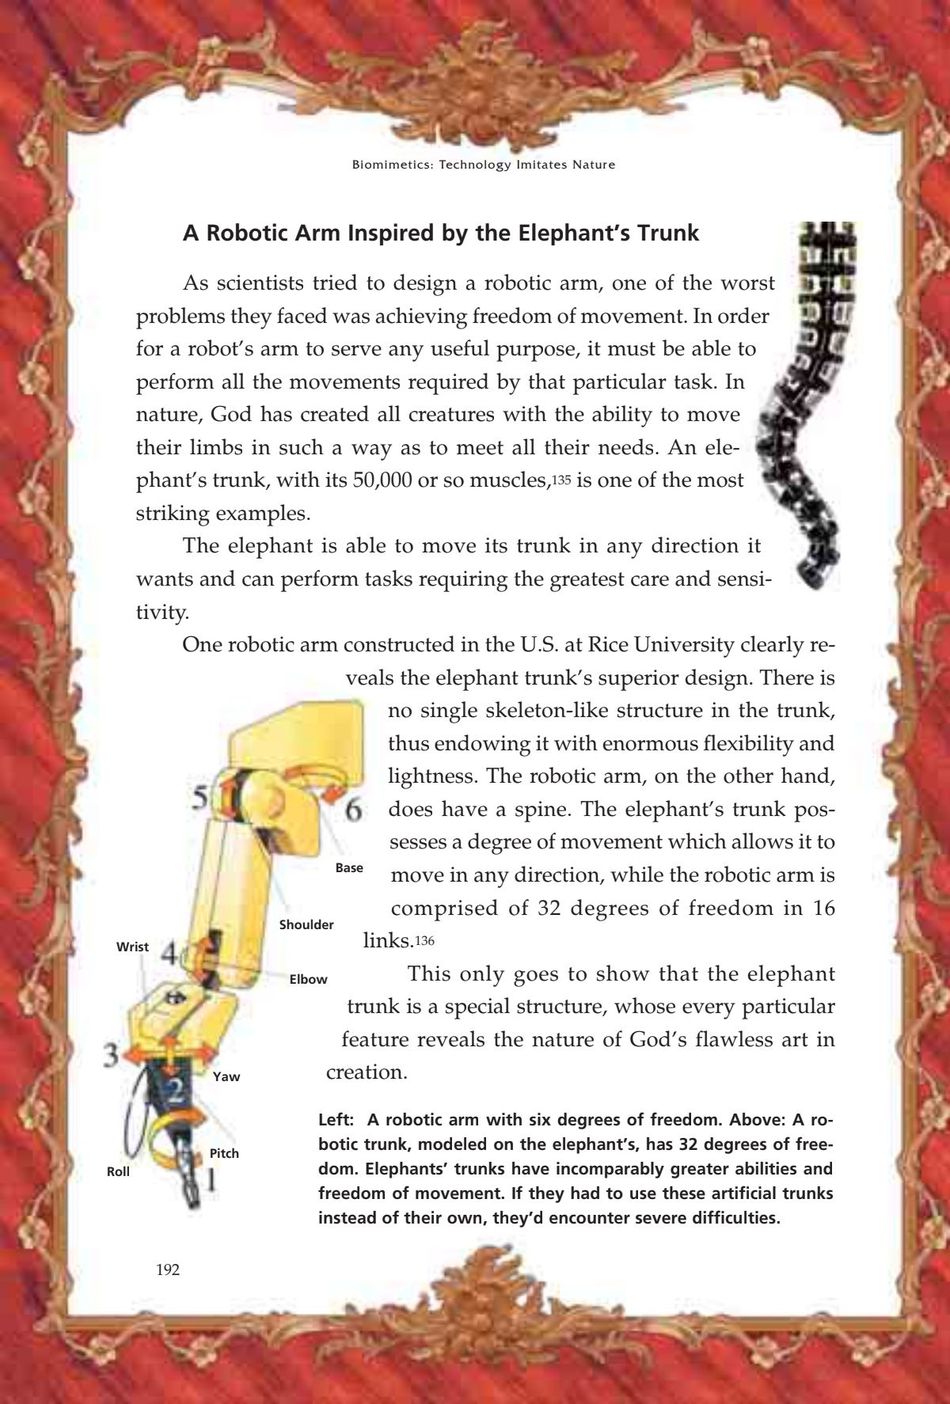 Biomimetics: Technology Imitates Nature
A Robotic Arm Inspired by the Elephant’s Trunk
As scientists tried to design a robotic arm, one of the worst
problems they faced was achieving freedom of movement. In order
for a robot’s arm to serve any useful purpose, it must be able to
perform all the movements required by that particular task. In
nature, God has created all creatures with the ability to move
their limbs in such a way as to meet all their needs. An ele-
phant’s trunk, with its 50,000 or so muscles,135 is one of the most
striking examples.
The elephant is able to move its trunk in any direction it
wants and can perform tasks requiring the greatest care and sensi-
tivity.
One robotic arm constructed in the U.S. at Rice University clearly re-
veals the elephant trunk’s superior design. There is
no single skeleton-like structure in the trunk,
thus endowing it with enormous flexibility and
lightness. The robotic arm, on the other hand,
does have a spine. The elephant’s trunk pos-
sesses a degree of movement which allows it to
move in any direction, while the robotic arm is
comprised of 32 degrees of freedom in 16
links.136
This only goes to show that the elephant
trunk is a special structure, whose every particular
feature reveals the nature of God’s flawless art in
creation.
5
6
Base
Shoulder
Wrist
4
Elbow
3
Yaw
2
Pitch
Roll
1
Left: A robotic arm with six degrees of freedom. Above: A ro-
botic trunk, modeled on the elephant’s, has 32 degrees of free-
dom. Elephants’ trunks have incomparably greater abilities and
freedom of movement. If they had to use these artificial trunks
instead of their own, they’d encounter severe difficulties.
192